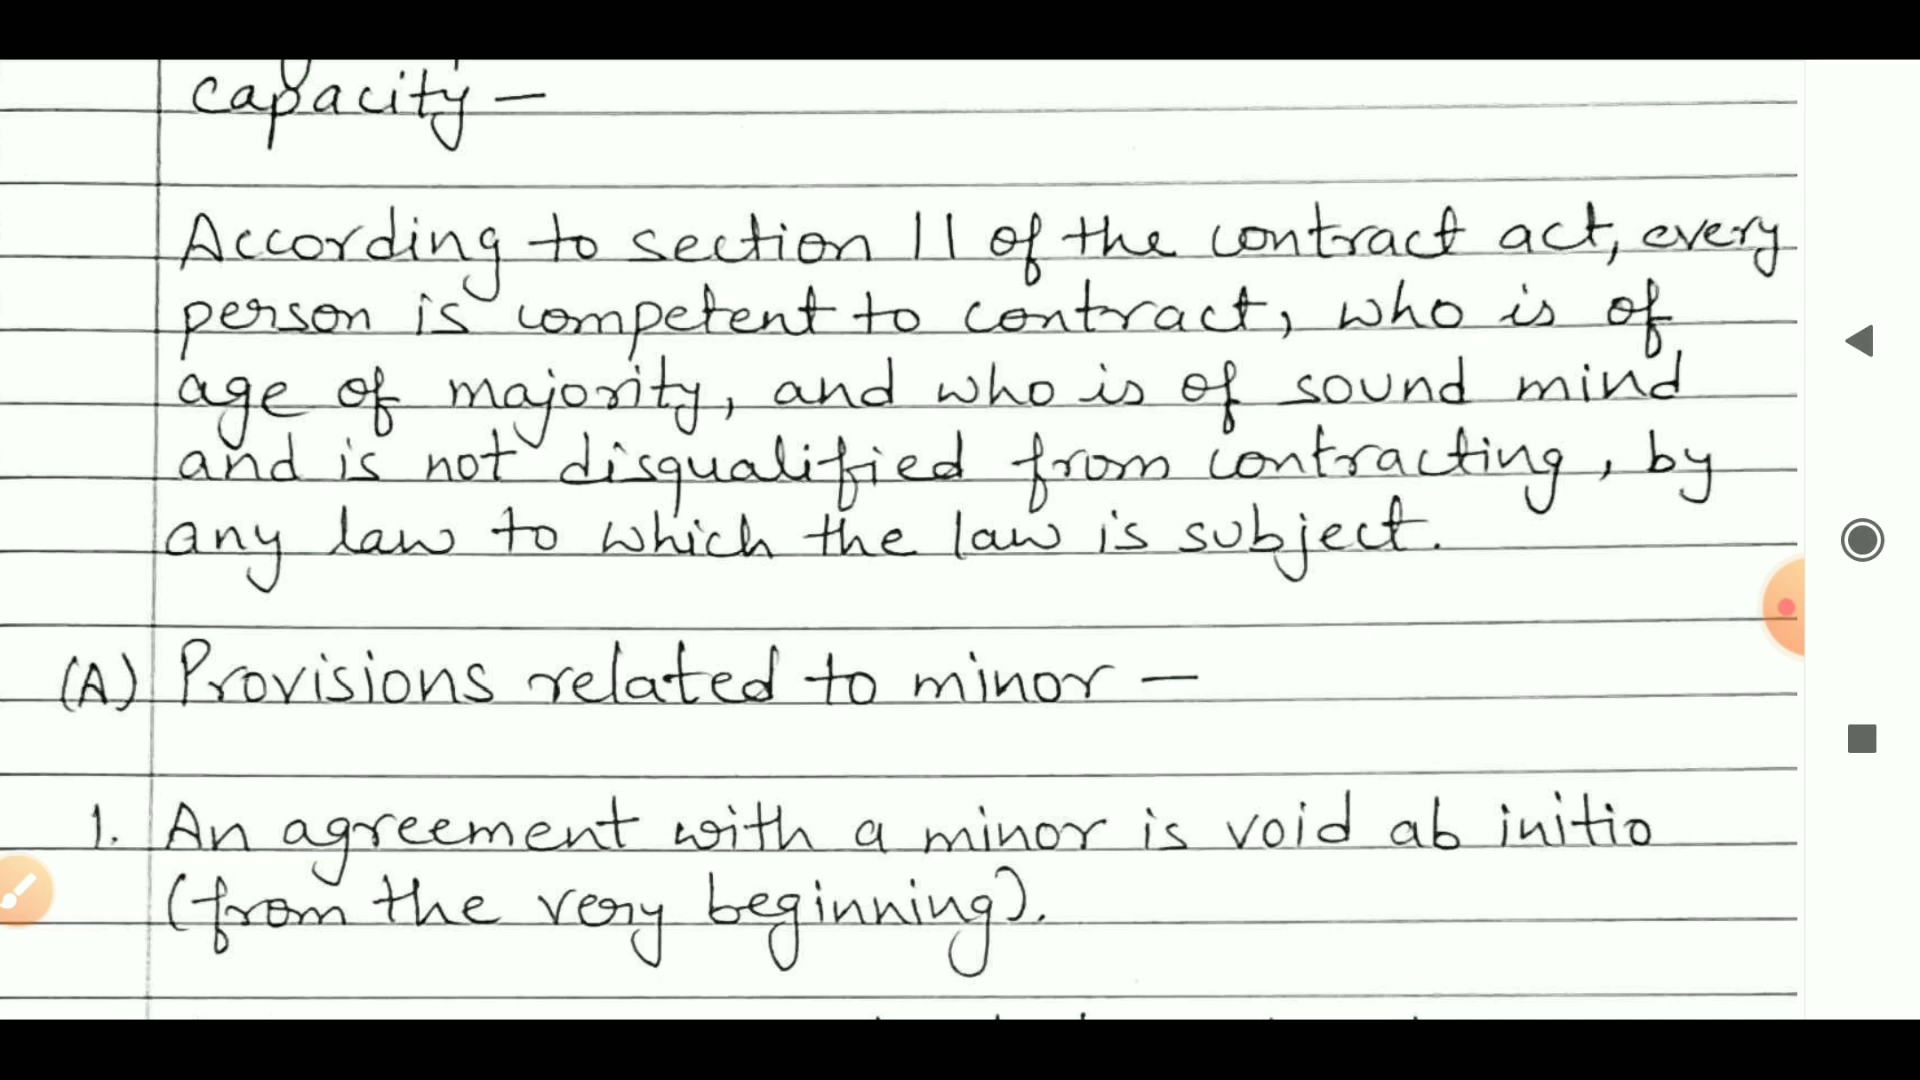 capacity —
According to section 11 of the contract act, every
person is competent to contract, who is of
age of majority, and who is of sound mind
and is not disqualified from contracting, by
any law to which the law is subject.
(A) Provisions related to minor —
1. An agreement with a minor is void ab initio
(from the very beginning).